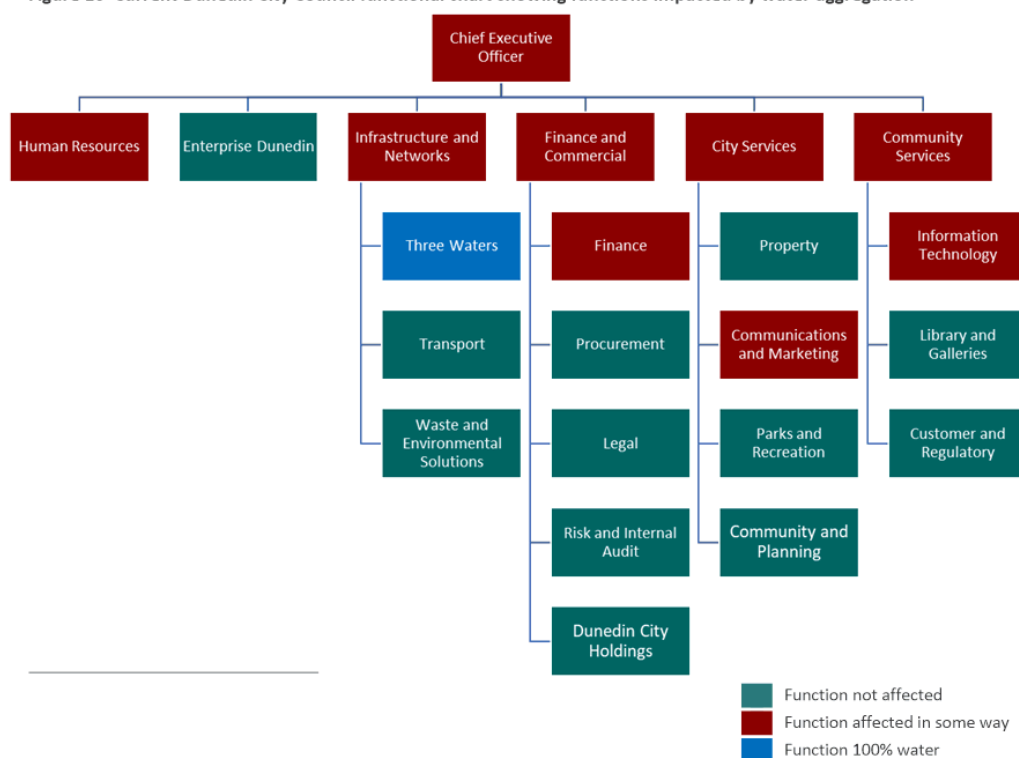 Chief Executive
Officer
Human Resources
Enterprise Dunedin
Infrastructure and
Networks
Finance and
Commercial
City Services
Community
Services
Three Waters
Finance
Property
Information
Technology
Transport
Procurement
Communications
and Marketing
Library and
Galleries
Waste and
Environmental
Solutions
Legal
Parks and
Recreation
Customer and
Regulatory
Risk and Internal
Audit
Community and
Planning
Dunedin City
Holdings
Function not affected
Function affected in some way
Function 100% water